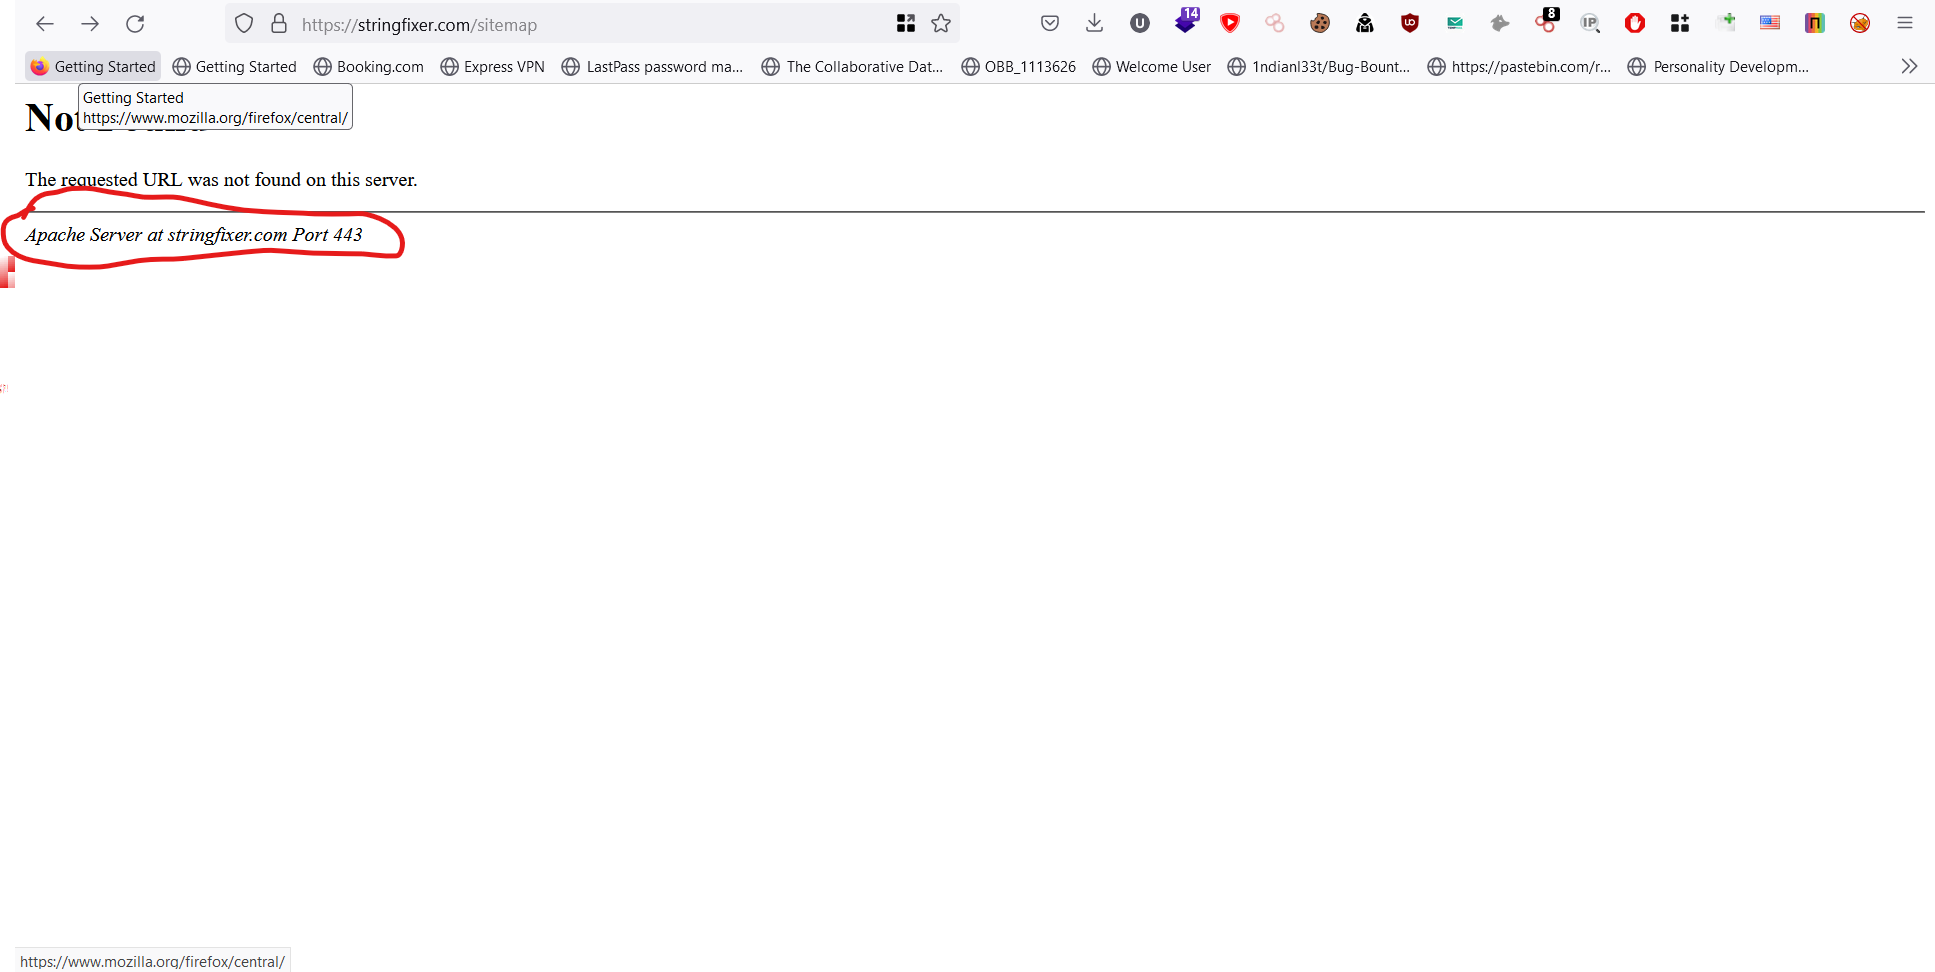 https://stringfixer.com/sitemap
14
8
Getting Started
Getting Started
Booking.com
Express VPN
LastPass password ma...
The Collaborative Dat...
OBB_1113626
Welcome User
1ndianl33t/Bug-Bount...
https://pastebin.com/r...
Personality Developm...
Getting Started
https://www.mozilla.org/firefox/central/
The requested URL was not found on this server.
Apache Server at stringfixer.com Port 443
https://www.mozilla.org/firefox/central/